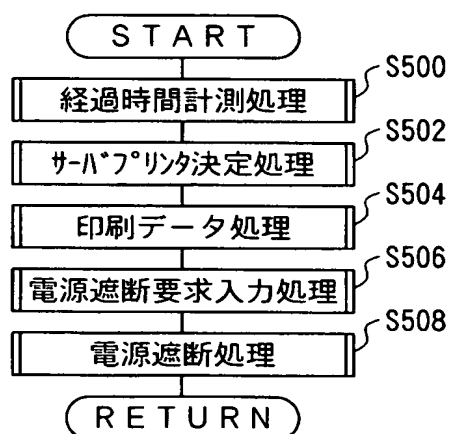 START
経過時間計測処理
S500
ｻｰﾊﾞﾌﾟﾘﾝﾀ決定処理
S502
印刷データ処理
S504
電源遮断要求入力処理
S506
電源遮断処理
S508
RETURN